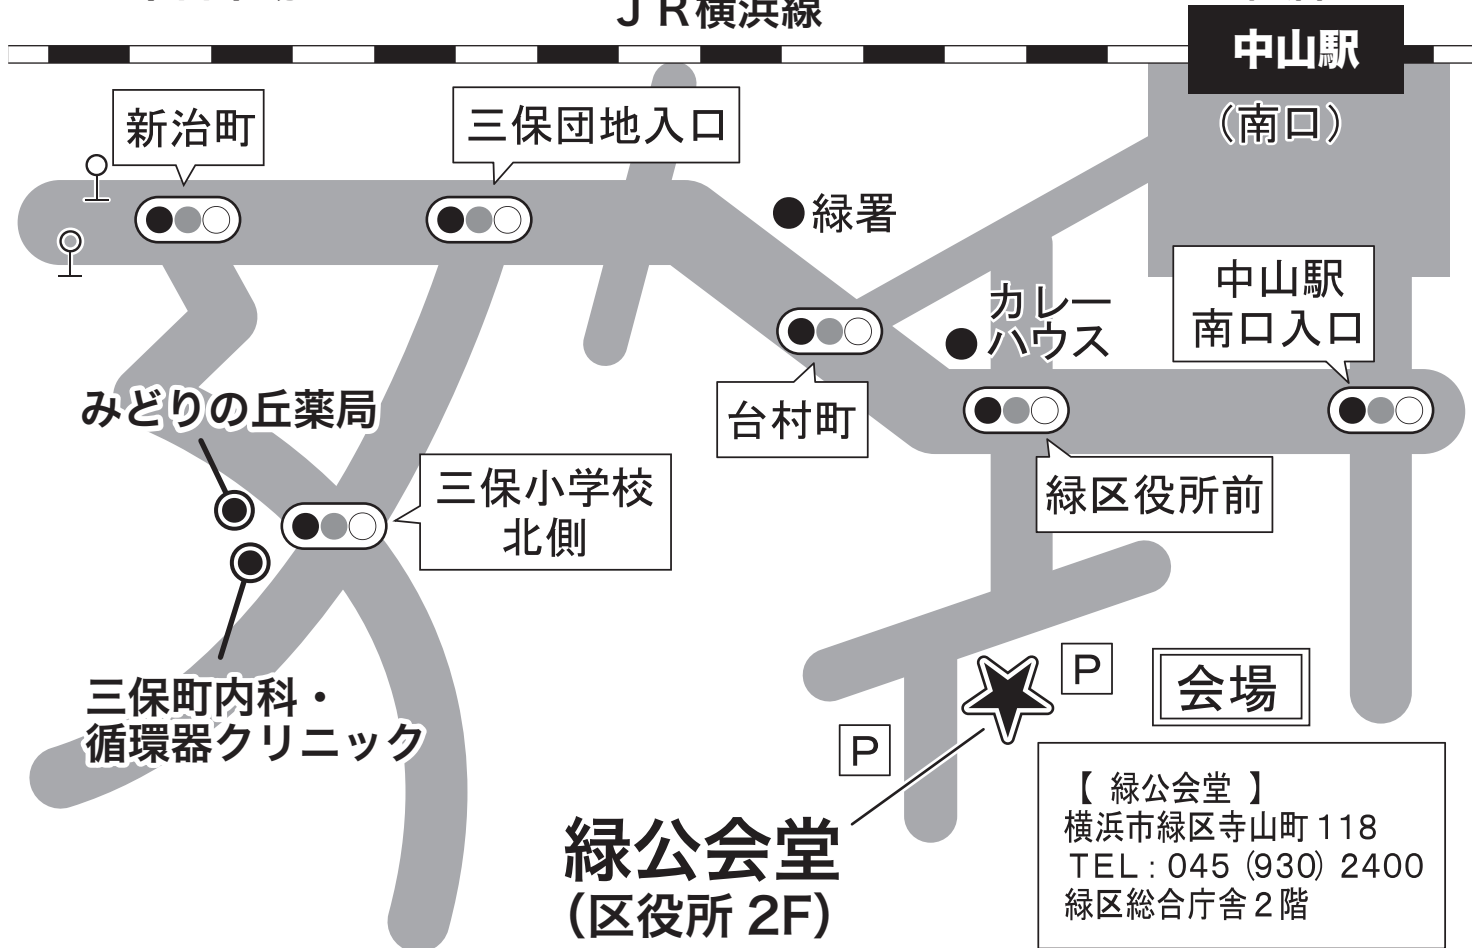 JR横浜線
中山駅
（南口）
新治町
三保団地入口
緑署
カレー
ハウス
中山駅
南口入口
台村町
みどりの丘薬局
三保小学校
北側
緑区役所前
三保町内科・
循環器クリニック
P
会場
P
緑公会堂
（区役所 2F）
【 緑公会堂 】
横浜市緑区寺山町118
TEL：045（930）2400
緑区総合庁舎2階